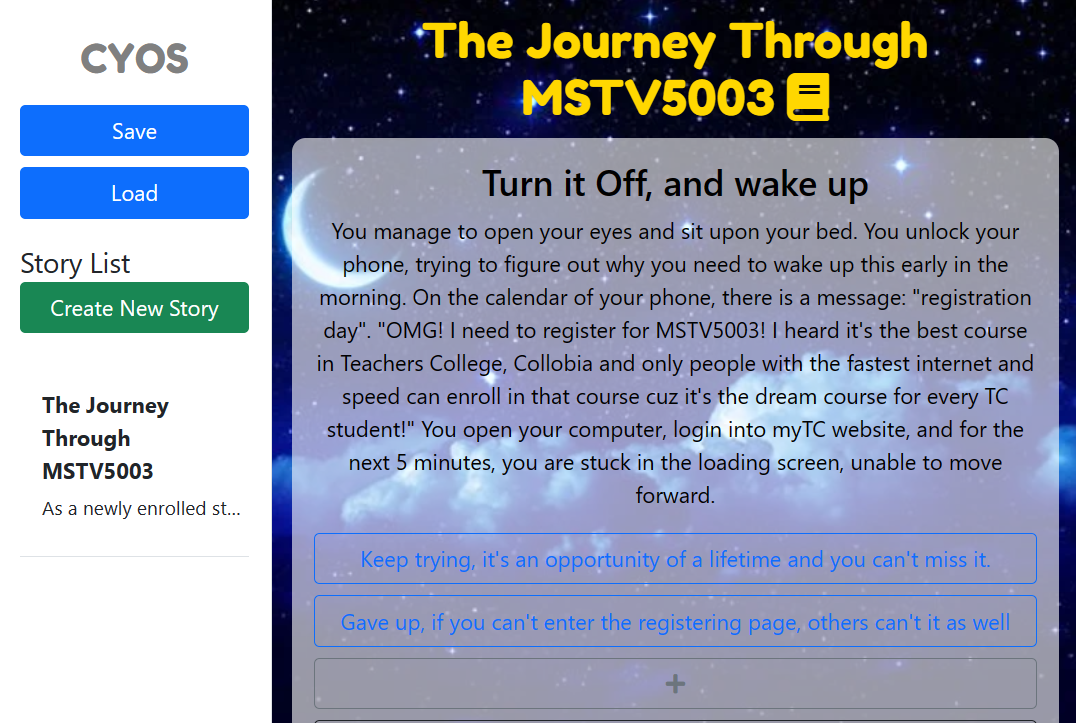 CYOS
Save
Load
Story List
Create New Story
The Journey
Through
MSTV5003
As a newly enrolled st...
The Journey Through
MSTV5003
Turn it Off, and wake up
You manage to open your eyes and sit upon your bed. You unlock your
phone, trying to figure out why you need to wake up this early in the
morning. On the calendar of your phone, there is a message: "registration
day". "OMG! I need to register for MSTV5003! I heard it's the best course
in Teachers College, Collobia and only people with the fastest internet and
speed can enroll in that course cuz it's the dream course for every TC
student!" You open your computer, login into myTC website, and for the
next 5 minutes, you are stuck in the loading screen, unable to move
forward.
Keep trying, it's an opportunity of a lifetime and you can't miss it.
Gave up, if you can't enter the registering page, others can't it as well
+